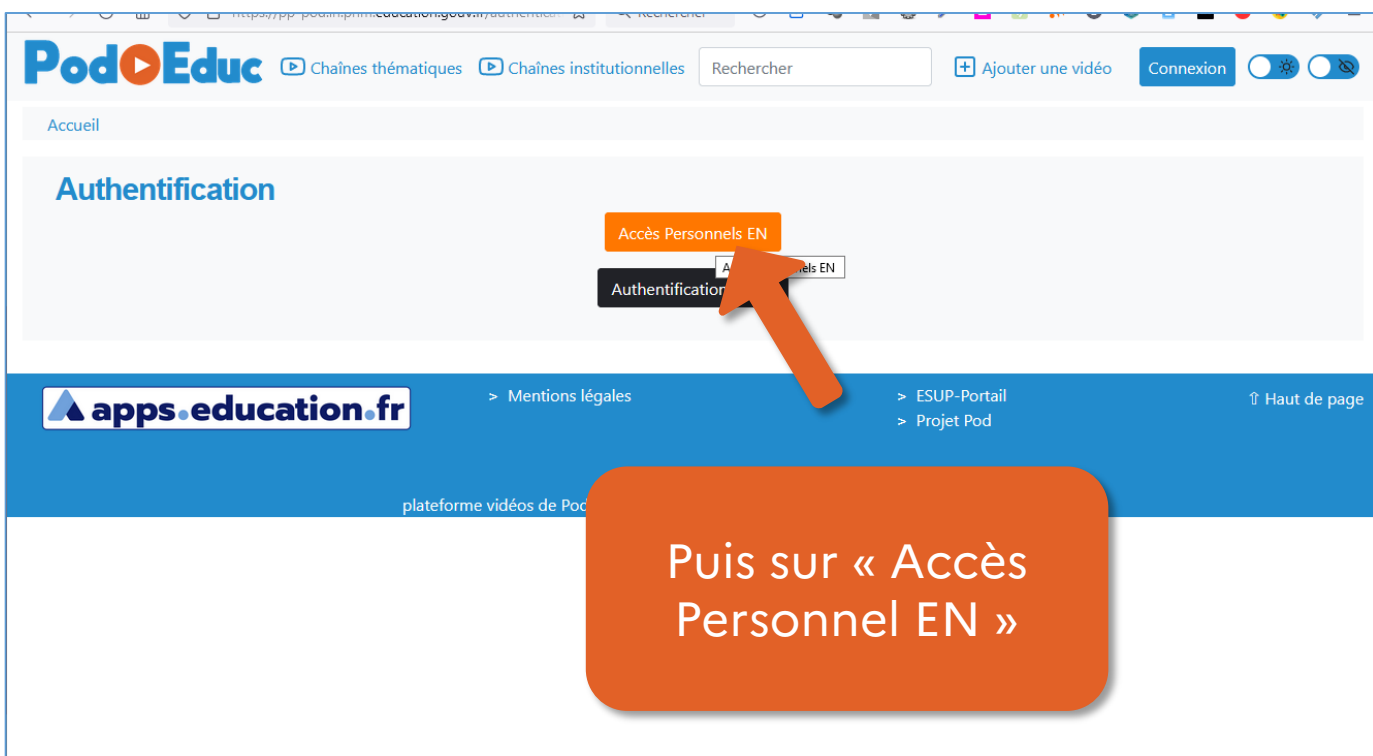 PodEduc Chaînes thématiques Chaînes institutionnelles Rechercher Ajouter une vidéo Connexion
Accueil
Authentification
Accès Personnels EN
Authentification
apps.education.fr
> Mentions légales
> ESUP-Portail
> Projet Pod
⇧ Haut de page
plateforme vidéos de
Puis sur « Accès
Personnel EN »